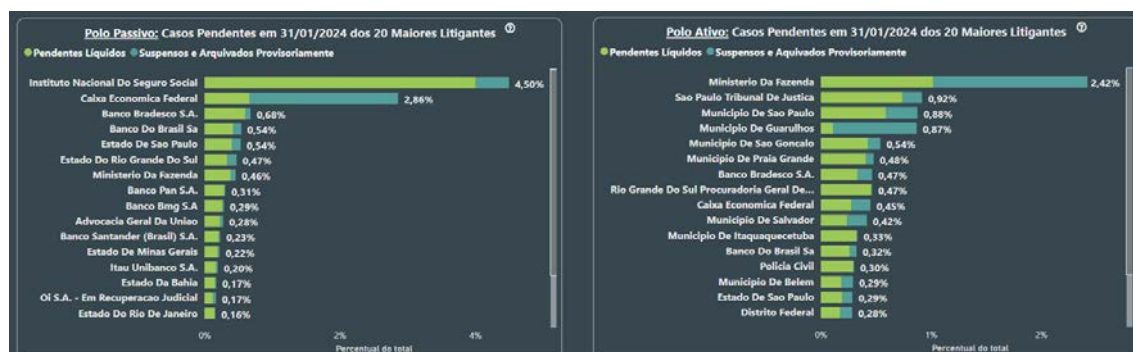 Polo Passivo: Casos Pendentes em 31/01/2024 dos 20 Maiores Litigantes
Pendentes Líquidos Suspensos e Arquivados Provisoriamente
Instituto Nacional Do Seguro Social 4,50%
Caixa Economica Federal 2,86%
Banco Bradesco S.A. 0,68%
Banco Do Brasil Sa 0,54%
Estado De Sao Paulo 0,54%
Estado Do Rio Grande Do Sul 0,47%
Ministerio Da Fazenda 0,46%
Banco Pan S.A. 0,31%
Banco Bmg S.A 0,29%
Advocacia Geral Da Uniao 0,28%
Banco Santander (Brasil) S.A. 0,23%
Estado De Minas Gerais 0,22%
Itau Unibanco S.A. 0,20%
Estado Da Bahia 0,17%
Oi S.A. - Em Recuperacao Judicial 0,17%
Estado Do Rio De Janeiro 0,16%
0% 2% 4%
Percentual do total
Polo Ativo: Casos Pendentes em 31/01/2024 dos 20 Maiores Litigantes
Pendentes Líquidos Suspensos e Aquivados Provisoriamente
Ministerio Da Fazenda 2,42%
Sao Paulo Tribunal De Justica 0,92%
Municipio De Sao Paulo 0,88%
Municipio De Guarulhos 0,87%
Municipio De Sao Goncalo 0,54%
Municipio De Praia Grande 0,48%
Banco Bradesco S.A. 0,47%
Rio Grande Do Sul Procuradoria Geral De... 0,47%
Caixa Economica Federal 0,45%
Municipio De Salvador 0,42%
Municipio De Itaquaquecetuba 0,33%
Banco Do Brasil Sa 0,32%
Policia Civil 0,30%
Municipio De Belem 0,29%
Estado De Sao Paulo 0,29%
Distrito Federal 0,28%
0% 1% 2%
Percentual do total